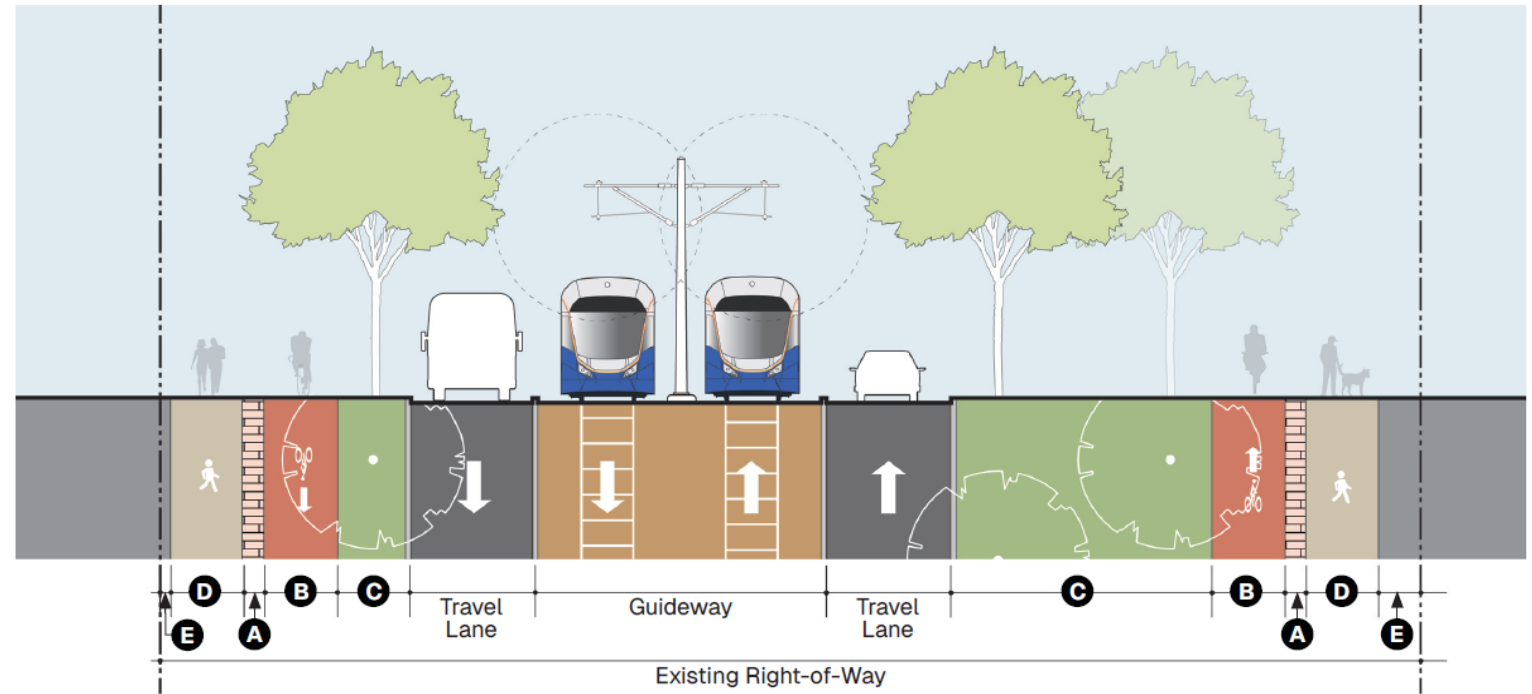 D B C C B D
Travel
Lane
Guideway
Travel
Lane
E A A E
Existing Right-of-Way